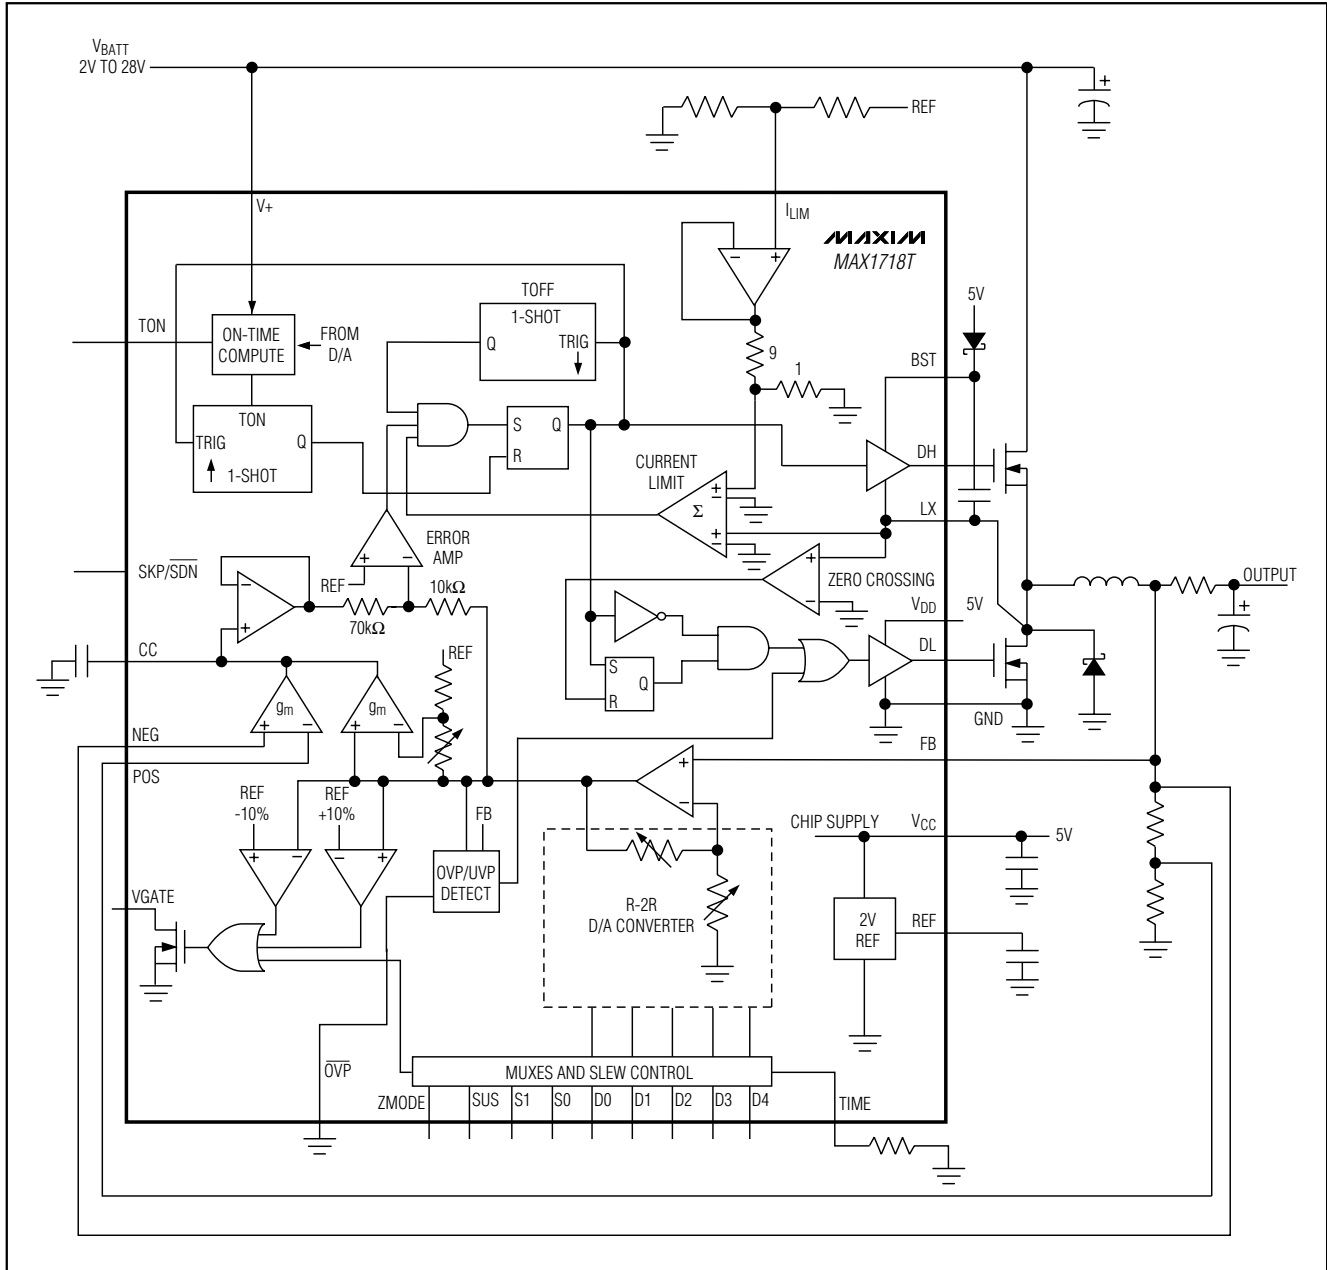 VBATT
2V TO 28V
REF
V+
ILIM
MAXIM
MAX1718T
TOFF
1-SHOT
Q
TRIG
5V
TON
ON-TIME
COMPUTE
FROM
D/A
9
1
BST
TON
TRIG
Q
1-SHOT
S
Q
R
CURRENT
LIMIT
+
−
Σ
+
−
DH
LX
ERROR
AMP
+
−
REF
10kΩ
70kΩ
SKP/S̅D̅N̅
−
+
+
−
ZERO CROSSING
VDD
5V
OUTPUT
+
+
−
+
CC
REF
S
Q
R
DL
gm
+
−
gm
+
−
GND
NEG
POS
FB
+
−
REF
-10%
REF
+10%
FB
+
−
−
+
OVP/UVP
DETECT
CHIP SUPPLY
VCC
5V
VGATE
R-2R
D/A CONVERTER
2V
REF
REF
O̅V̅P̅
MUXES AND SLEW CONTROL
ZMODE
SUS
S1
S0
D0
D1
D2
D3
D4
TIME